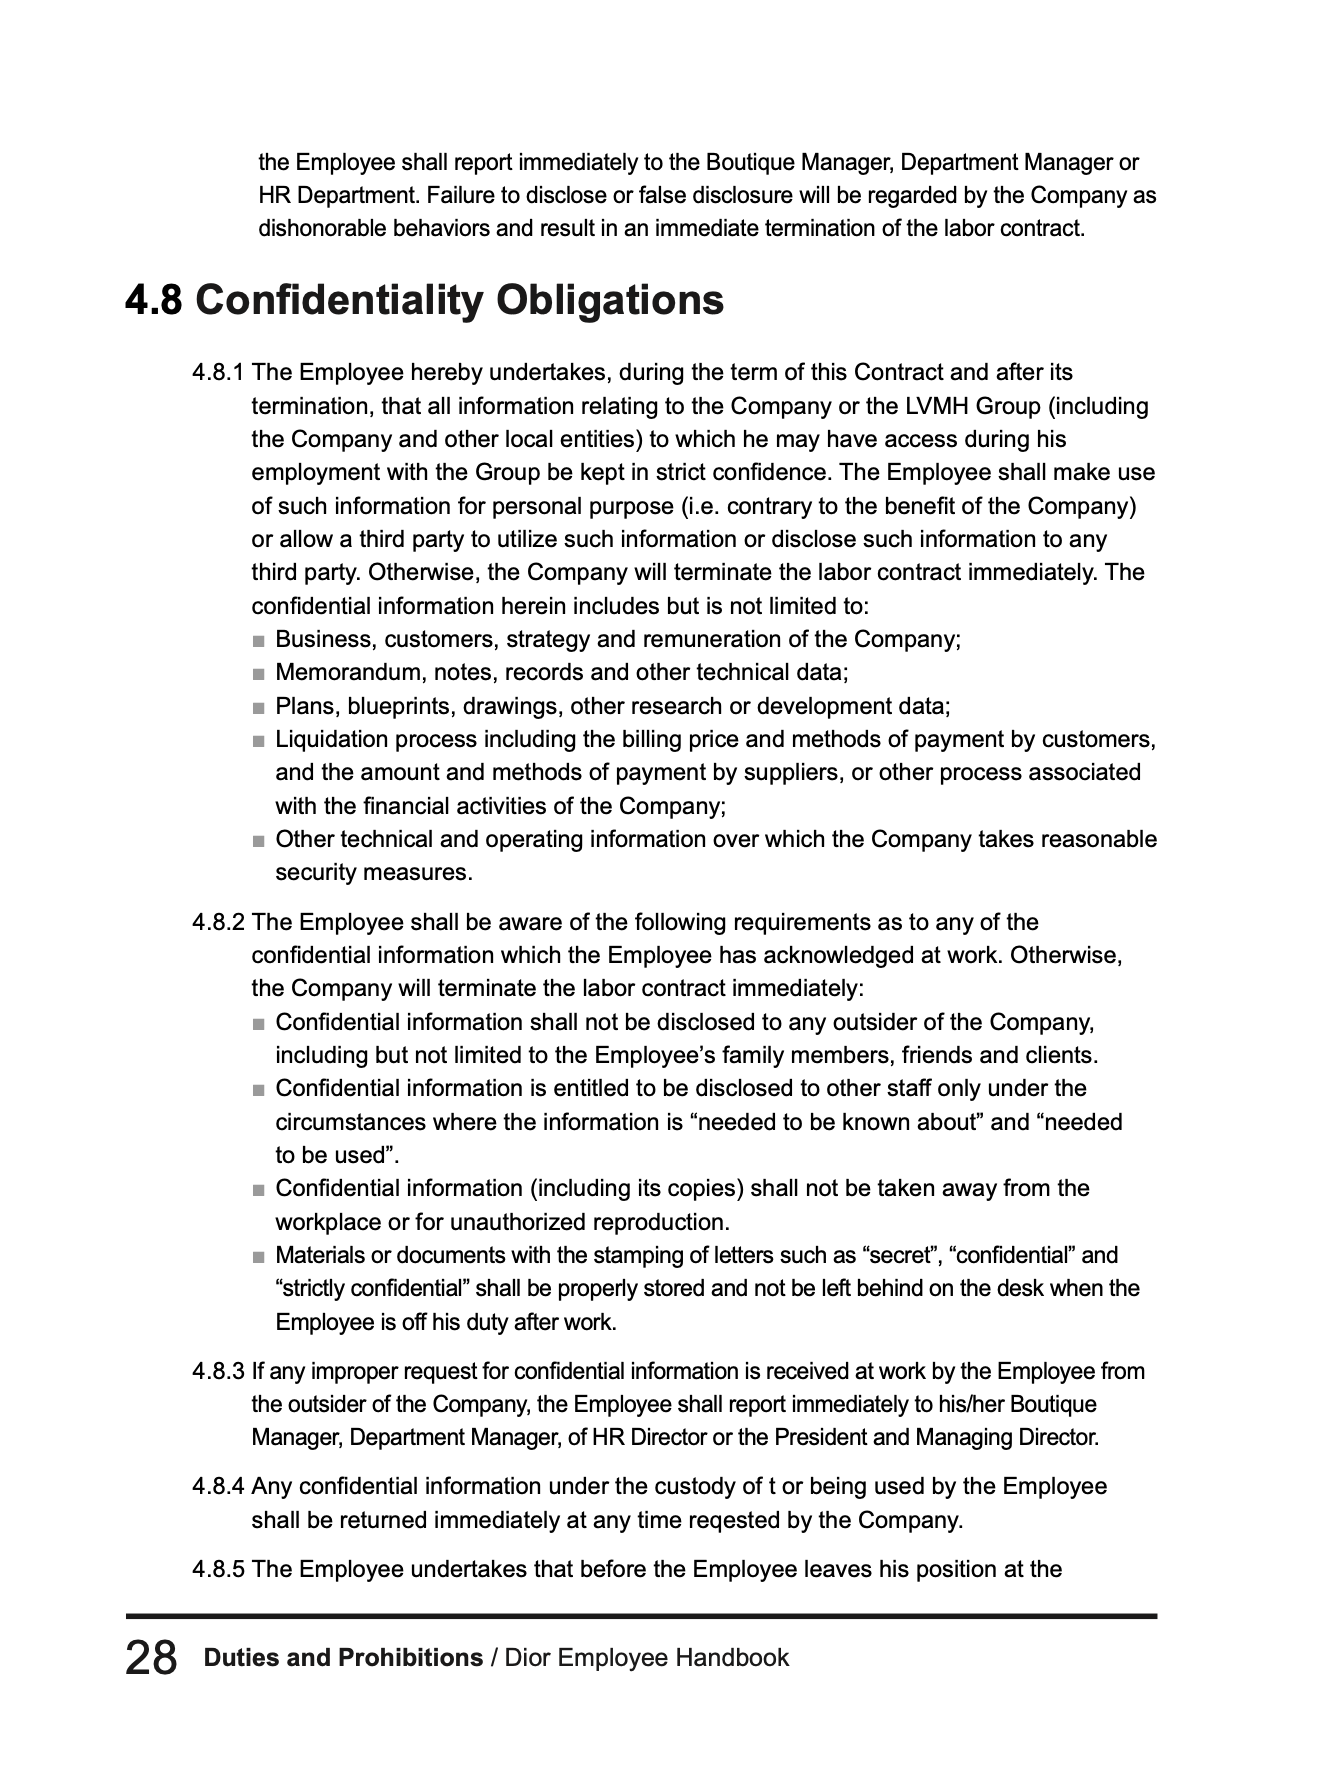 the Employee shall report immediately to the Boutique Manager, Department Manager or
HR Department. Failure to disclose or false disclosure will be regarded by the Company as
dishonorable behaviors and result in an immediate termination of the labor contract.
4.8 Confidentiality Obligations
4.8.1 The Employee hereby undertakes, during the term of this Contract and after its
termination, that all information relating to the Company or the LVMH Group (including
the Company and other local entities) to which he may have access during his
employment with the Group be kept in strict confidence. The Employee shall make use
of such information for personal purpose (i.e. contrary to the benefit of the Company)
or allow a third party to utilize such information or disclose such information to any
third party. Otherwise, the Company will terminate the labor contract immediately. The
confidential information herein includes but is not limited to:
■ Business, customers, strategy and remuneration of the Company;
■ Memorandum, notes, records and other technical data;
■ Plans, blueprints, drawings, other research or development data;
■ Liquidation process including the billing price and methods of payment by customers,
and the amount and methods of payment by suppliers, or other process associated
with the financial activities of the Company;
■ Other technical and operating information over which the Company takes reasonable
security measures.
4.8.2 The Employee shall be aware of the following requirements as to any of the
confidential information which the Employee has acknowledged at work. Otherwise,
the Company will terminate the labor contract immediately:
■ Confidential information shall not be disclosed to any outsider of the Company,
including but not limited to the Employee’s family members, friends and clients.
■ Confidential information is entitled to be disclosed to other staff only under the
circumstances where the information is “needed to be known about” and “needed
to be used”.
■ Confidential information (including its copies) shall not be taken away from the
workplace or for unauthorized reproduction.
■ Materials or documents with the stamping of letters such as “secret”, “confidential” and
“strictly confidential” shall be properly stored and not be left behind on the desk when the
Employee is off his duty after work.
4.8.3 If any improper request for confidential information is received at work by the Employee from
the outsider of the Company, the Employee shall report immediately to his/her Boutique
Manager, Department Manager, of HR Director or the President and Managing Director.
4.8.4 Any confidential information under the custody of t or being used by the Employee
shall be returned immediately at any time reqested by the Company.
4.8.5 The Employee undertakes that before the Employee leaves his position at the
28 Duties and Prohibitions / Dior Employee Handbook